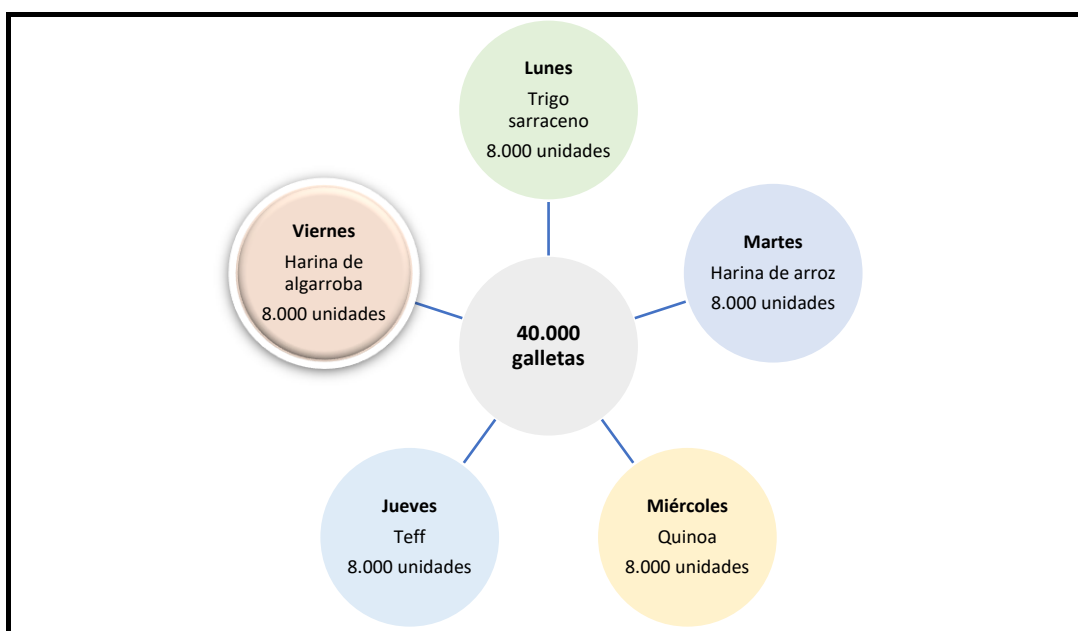 Lunes
Trigo
sarraceno
8.000 unidades
Martes
Harina de arroz
8.000 unidades
Miércoles
Quinoa
8.000 unidades
Jueves
Teff
8.000 unidades
Viernes
Harina de
algarroba
8.000 unidades
40.000
galletas